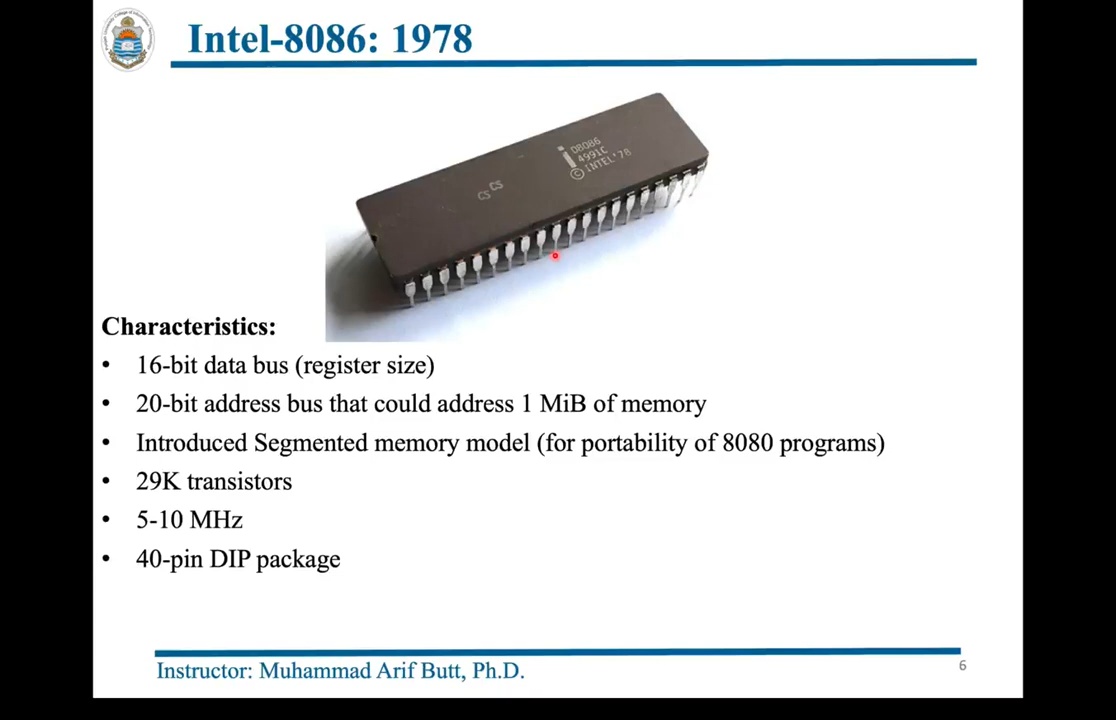 Intel-8086: 1978
D8086
4991C
© INTEL '78
CS CS
Characteristics:
• 16-bit data bus (register size)
• 20-bit address bus that could address 1 MiB of memory
• Introduced Segmented memory model (for portability of 8080 programs)
• 29K transistors
• 5-10 MHz
• 40-pin DIP package
Instructor: Muhammad Arif Butt, Ph.D.
6